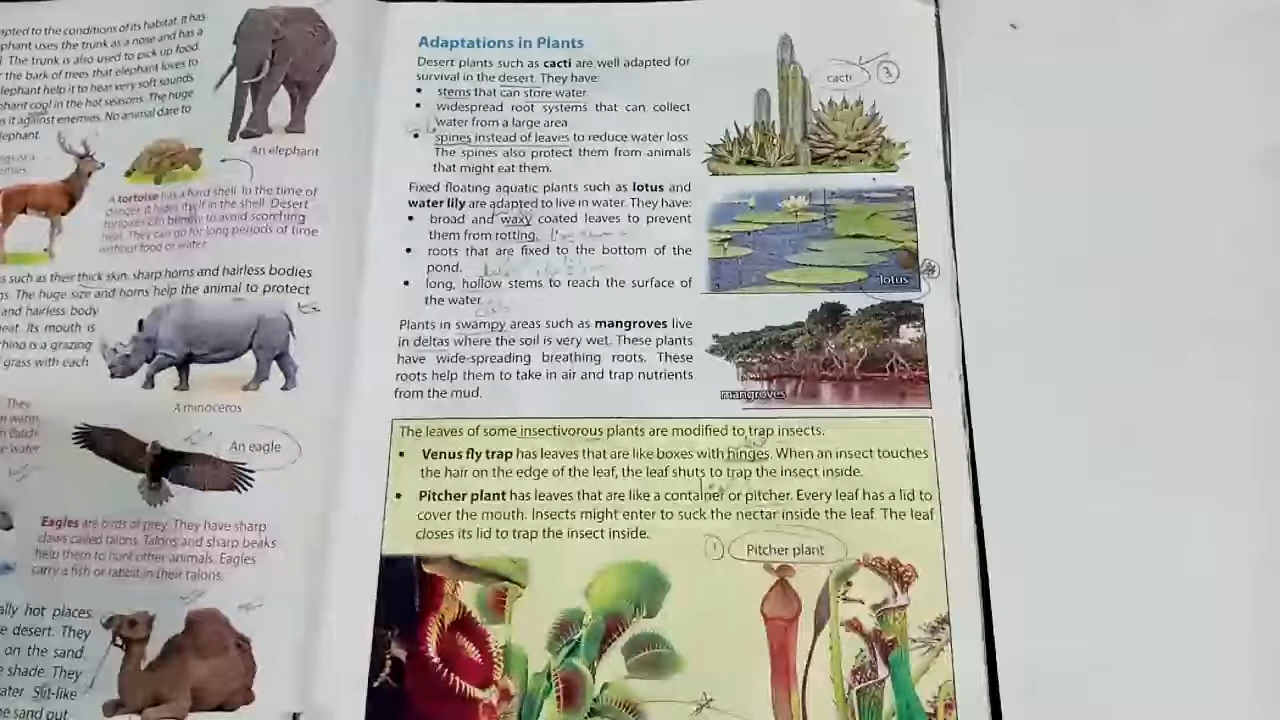 apted to the conditions of its habitat. It has
phant uses the trunk as a nose and has a
. The trunk is also used to pick up food
the bark of trees that elephant loves to
elephant help it to hear very soft sounds
phant cool in the hot seasons. The huge
s it against enemies. No animal dare to
lephant.
An elephant
A tortoise has a hard shell. In the time of
danger it hides itself in the shell. Desert
tortoises can burrow to avoid scorching
heat. They can go for long periods of time
without food or water.
s such as their thick skin, sharp horns and hairless bodies
gs. The huge size and horns help the animal to protect
and hairless body
eat. Its mouth is
rhino is a grazing
grass with each
A rhinoceros
They
water
An eagle
Eagles are birds of prey. They have sharp
claws called talons. Talons and sharp beaks
help them to hunt other animals. Eagles
carry a fish or rabbit in their talons.
ally hot places
e desert. They
on the sand.
e shade. They
ater. Slit-like
he sand out
Adaptations in Plants
Desert plants such as cacti are well adapted for
survival in the desert. They have:
• stems that can store water
• widespread root systems that can collect
water from a large area
• spines instead of leaves to reduce water loss
The spines also protect them from animals
that might eat them.
cacti
3
Fixed floating aquatic plants such as lotus and
water lily are adapted to live in water. They have:
• broad and waxy coated leaves to prevent
them from rotting.
• roots that are fixed to the bottom of the
pond.
• long, hollow stems to reach the surface of
the water.
lotus
Plants in swampy areas such as mangroves live
in deltas where the soil is very wet. These plants
have wide-spreading breathing roots. These
roots help them to take in air and trap nutrients
from the mud.
mangroves
The leaves of some insectivorous plants are modified to trap insects.
• Venus fly trap has leaves that are like boxes with hinges. When an insect touches
the hair on the edge of the leaf, the leaf shuts to trap the insect inside.
• Pitcher plant has leaves that are like a container or pitcher. Every leaf has a lid to
cover the mouth. Insects might enter to suck the nectar inside the leaf. The leaf
closes its lid to trap the insect inside.
1
Pitcher plant